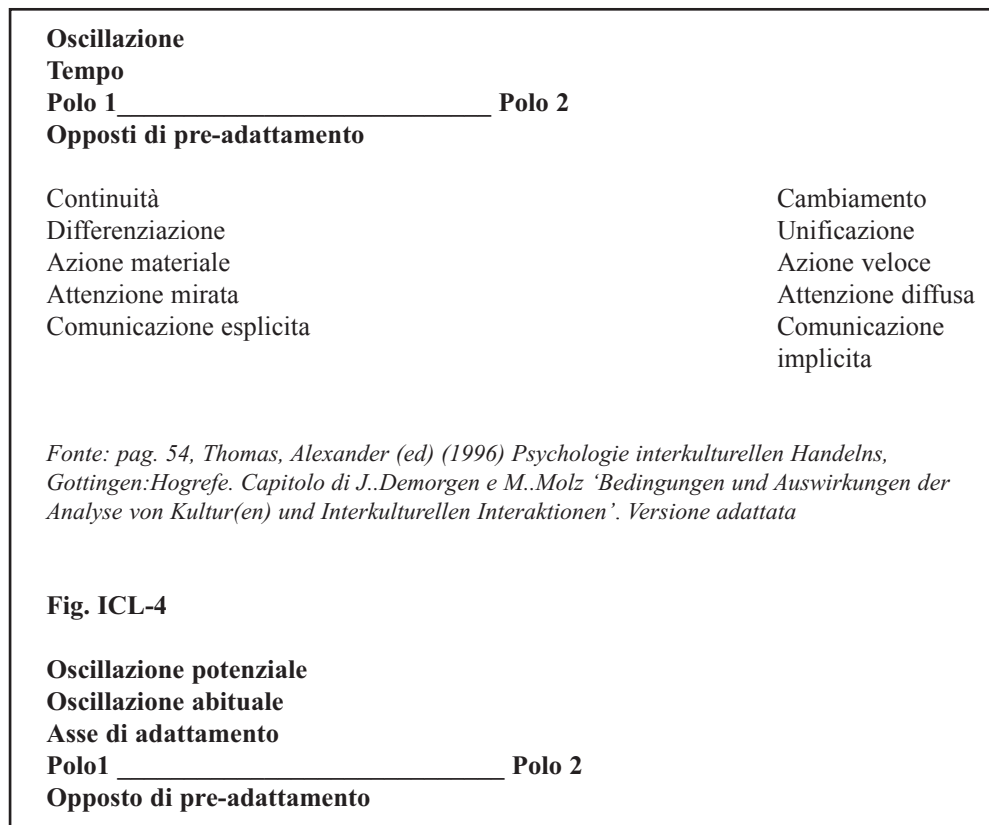 Oscillazione
Tempo
Polo 1____________________________ Polo 2
Opposti di pre-adattamento
Continuità Cambiamento
Differenziazione Unificazione
Azione materiale Azione veloce
Attenzione mirata Attenzione diffusa
Comunicazione esplicita Comunicazione
implicita
Fonte: pag. 54, Thomas, Alexander (ed) (1996) Psychologie interkulturellen Handelns,
Gottingen:Hogrefe. Capitolo di J..Demorgen e M..Molz ‘Bedingungen und Auswirkungen der
Analyse von Kultur(en) und Interkulturellen Interaktionen’. Versione adattata
Fig. ICL-4
Oscillazione potenziale
Oscillazione abituale
Asse di adattamento
Polo1 _____________________________ Polo 2
Opposto di pre-adattamento